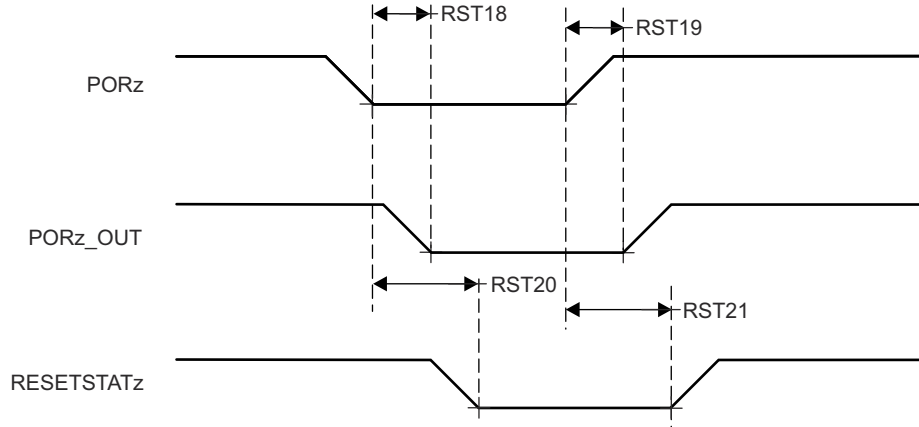 RST18
RST19
PORz
PORz_OUT
RST20
RST21
RESETSTATz